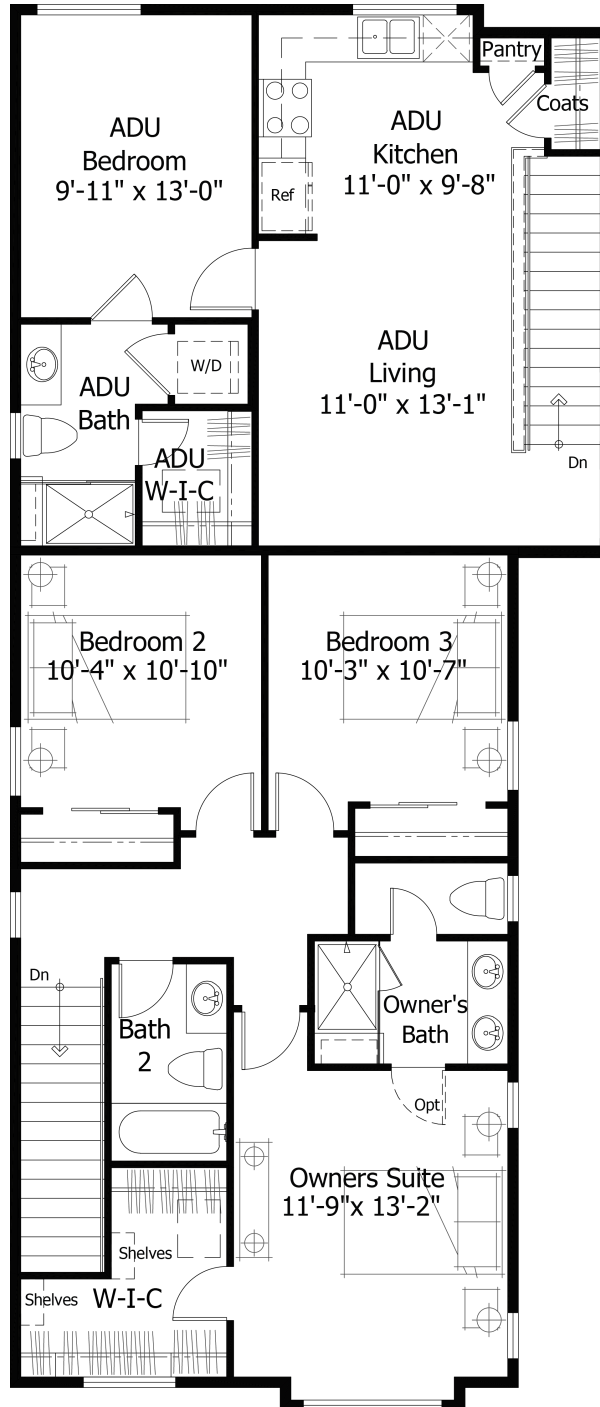 Pantry
Coats
ADU
Bedroom
9'-11" x 13'-0"
ADU
Kitchen
11'-0" x 9'-8"
Ref
ADU
Living
11'-0" x 13'-1"
W/D
ADU
Bath
ADU
W-I-C
Dn
Bedroom 2
10'-4" x 10'-10"
Bedroom 3
10'-3" x 10'-7"
Dn
Bath
2
Owner's
Bath
Opt
Owners Suite
11'-9"x 13'-2"
Shelves
Shelves
W-I-C